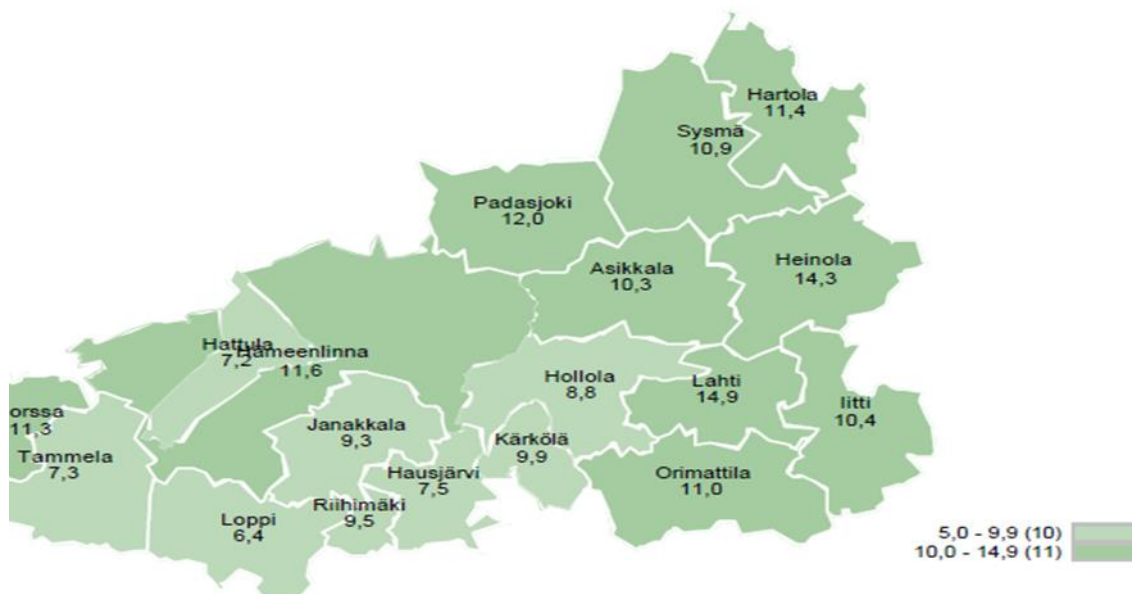 Hartola
11,4
Sysmä
10,9
Padasjoki
12,0
Heinola
14,3
Asikkala
10,3
Hattula
7,2
Hämeenlinna
11,6
Hollola
8,8
Lahti
14,9
Iitti
10,4
orssa
11,3
Tammela
7,3
Janakkala
9,3
Kärkölä
9,9
Hausjärvi
7,5
Orimattila
11,0
Riihimäki
9,5
Loppi
6,4
5,0 - 9,9 (10)
10,0 - 14,9 (11)